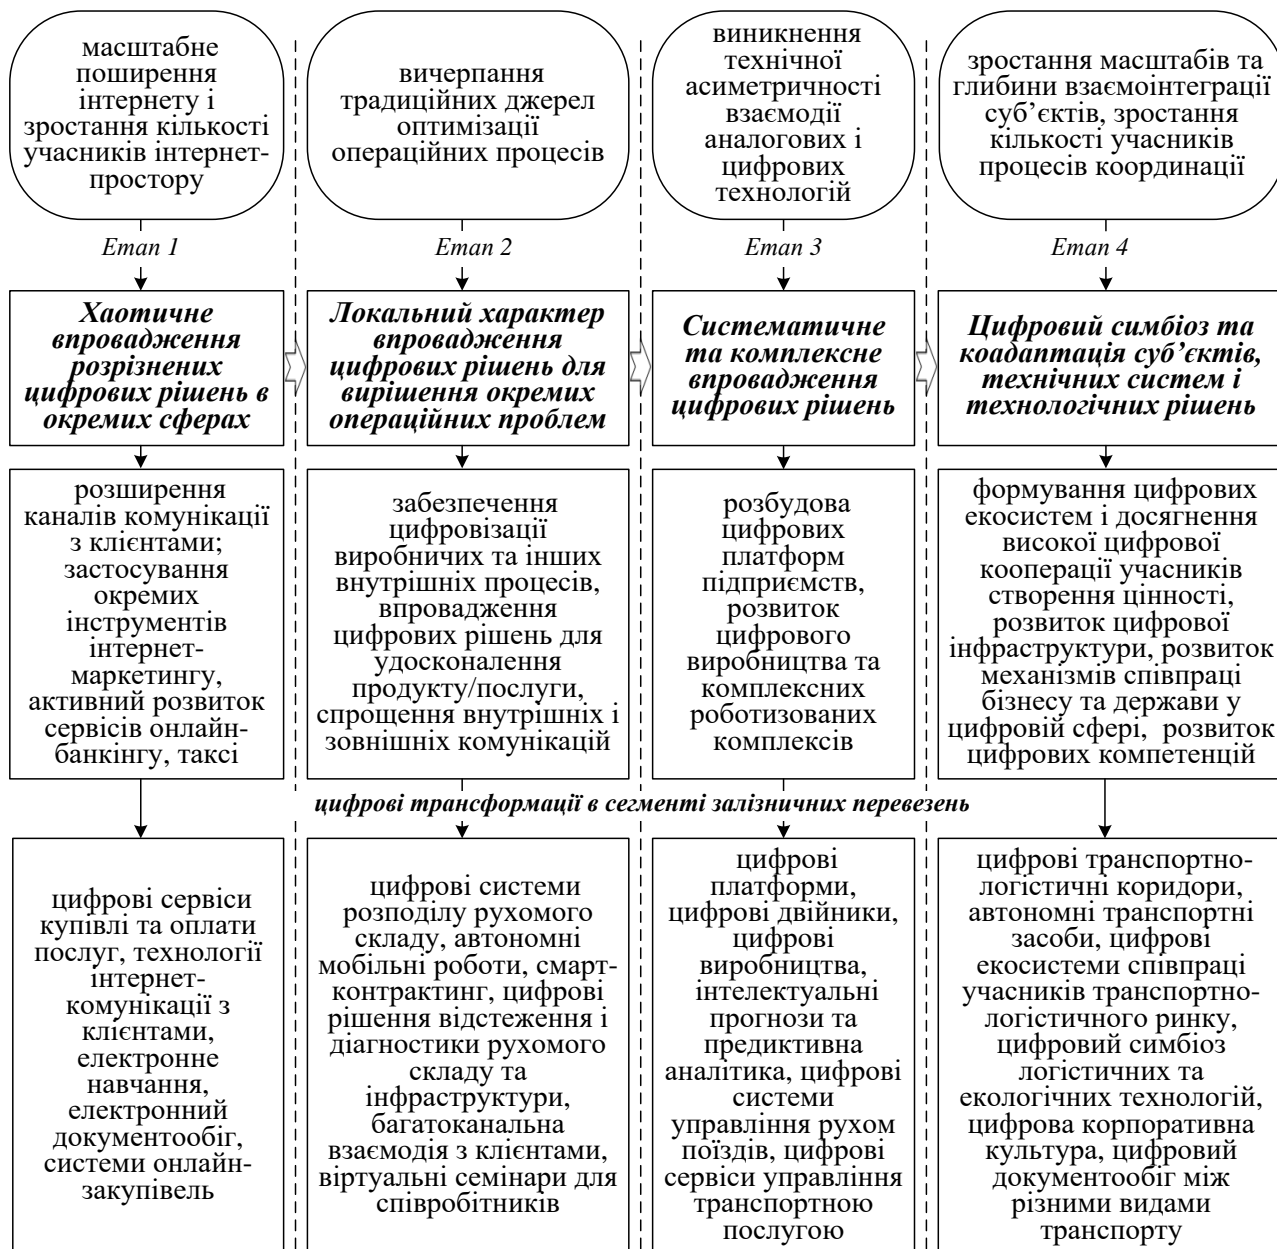 масштабне
поширення
інтернету і
зростання кількості
учасників інтернет-
простору
вичерпання
традиційних джерел
оптимізації
операційних процесів
виникнення
технічної
асиметричності
взаємодії
аналогових і
цифрових
технологій
зростання масштабів та
глибини взаємоінтеграції
суб’єктів, зростання
кількості учасників
процесів координації
Етап 1
Етап 2
Етап 3
Етап 4
Хаотичне
впровадження
розрізнених
цифрових рішень в
окремих сферах
Локальний характер
впровадження
цифрових рішень для
вирішення окремих
операційних проблем
Систематичне
та комплексне
впровадження
цифрових рішень
Цифровий симбіоз та
коадаптація суб’єктів,
технічних систем і
технологічних рішень
розширення
каналів комунікації
з клієнтами;
застосування
окремих
інструментів
інтернет-
маркетингу,
активний розвиток
сервісів онлайн-
банкінгу, таксі
забезпечення
цифровізації
виробничих та інших
внутрішніх процесів,
впровадження
цифрових рішень для
удосконалення
продукту/послуги,
спрощення внутрішніх і
зовнішніх комунікацій
розбудова
цифрових
платформ
підприємств,
розвиток
цифрового
виробництва та
комплексних
роботизованих
комплексів
формування цифрових
екосистем і досягнення
високої цифрової
кооперації учасників
створення цінності,
розвиток цифрової
інфраструктури, розвиток
механізмів співпраці
бізнесу та держави у
цифровій сфері, розвиток
цифрових компетенцій
цифрові трансформації в сегменті залізничних перевезень
цифрові сервіси
купівлі та оплати
послуг, технології
інтернет-
комунікації з
клієнтами,
електронне
навчання,
електронний
документообіг,
системи онлайн-
закупівель
цифрові системи
розподілу рухомого
складу, автономні
мобільні роботи, смарт-
контрактинг, цифрові
рішення відстеження і
діагностики рухомого
складу та
інфраструктури,
багатоканальна
взаємодія з клієнтами,
віртуальні семінари для
співробітників
цифрові
платформи,
цифрові двійники,
цифрові
виробництва,
інтелектуальні
прогнози та
предиктивна
аналітика, цифрові
системи
управління рухом
поїздів, цифрові
сервіси управління
транспортною
послугою
цифрові транспортно-
логістичні коридори,
автономні транспортні
засоби, цифрові
екосистеми співпраці
учасників транспортно-
логістичного ринку,
цифровий симбіоз
логістичних та
екологічних технологій,
цифрова корпоративна
культура, цифровий
документообіг між
різними видами
транспорту